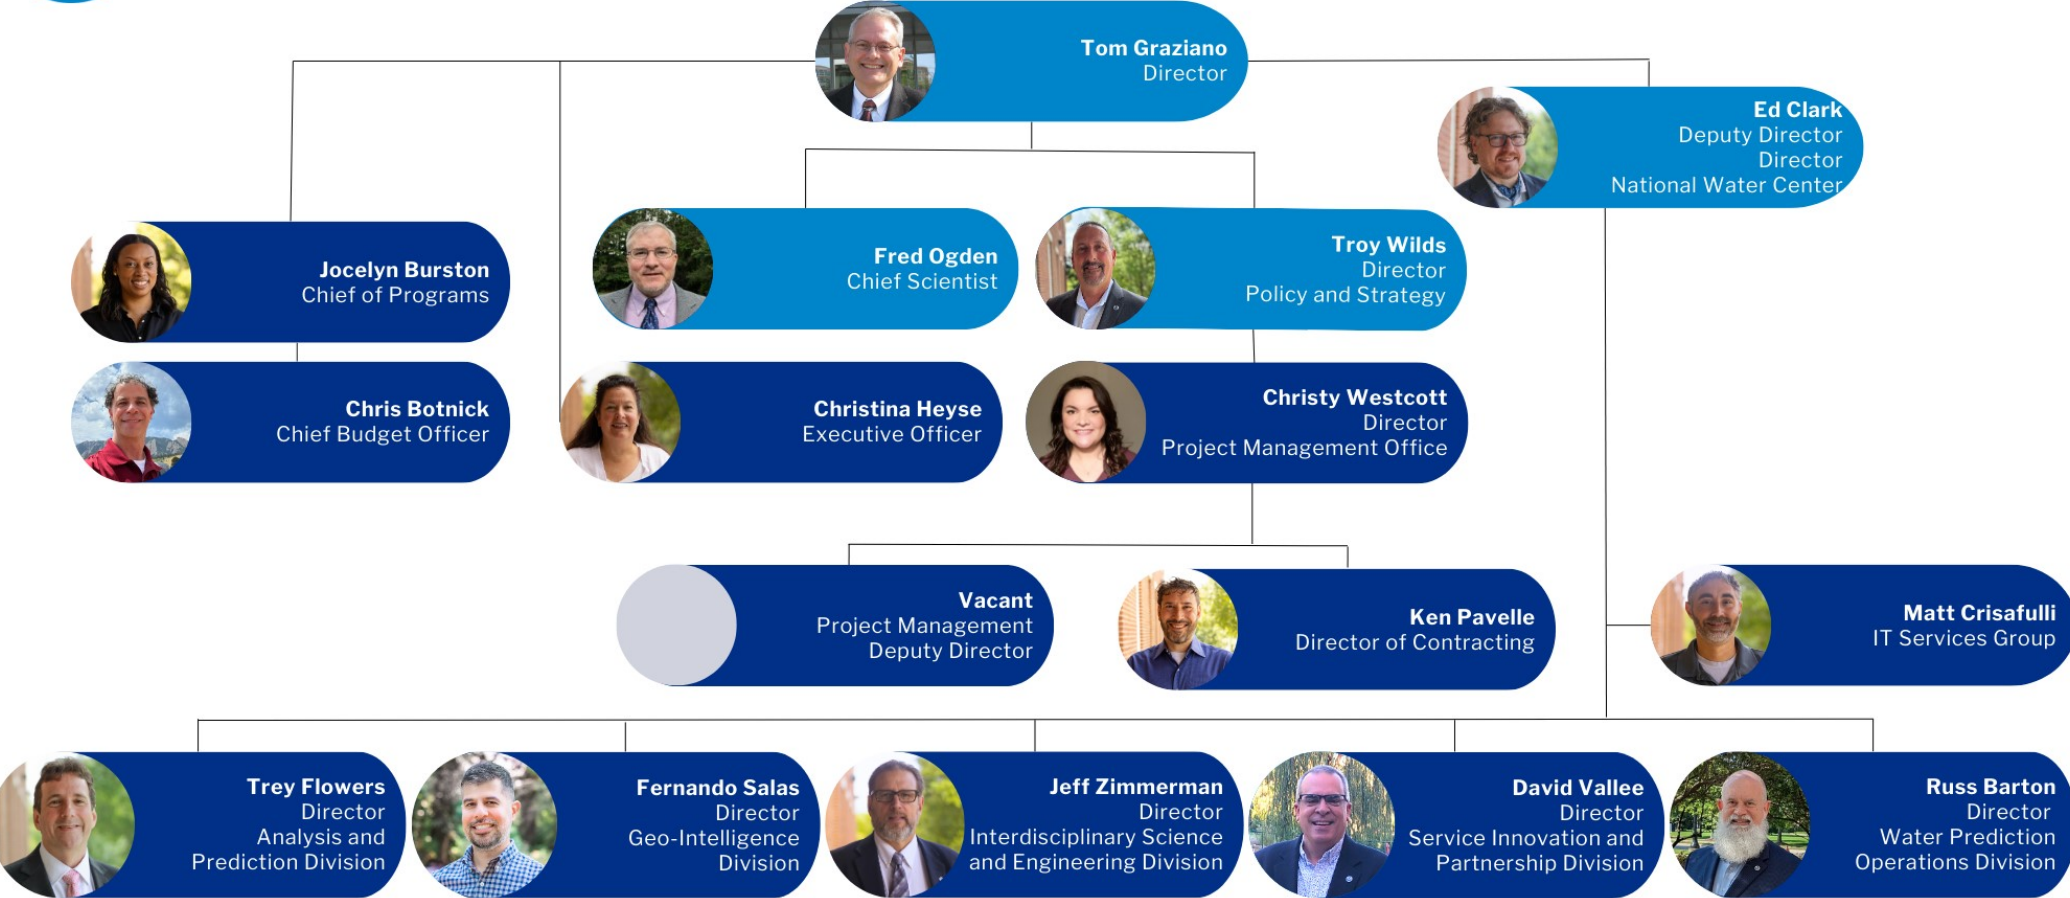 Tom Graziano
Director
Ed Clark
Deputy Director
Director
National Water Center
Jocelyn Burston
Chief of Programs
Fred Ogden
Chief Scientist
Troy Wilds
Director
Policy and Strategy
Chris Botnick
Chief Budget Officer
Christina Heyse
Executive Officer
Christy Westcott
Director
Project Management Office
Vacant
Project Management
Deputy Director
Ken Pavelle
Director of Contracting
Matt Crisafulli
IT Services Group
Trey Flowers
Director
Analysis and
Prediction Division
Fernando Salas
Director
Geo-Intelligence
Division
Jeff Zimmerman
Director
Interdisciplinary Science
and Engineering Division
David Vallee
Director
Service Innovation and
Partnership Division
Russ Barton
Director
Water Prediction
Operations Division